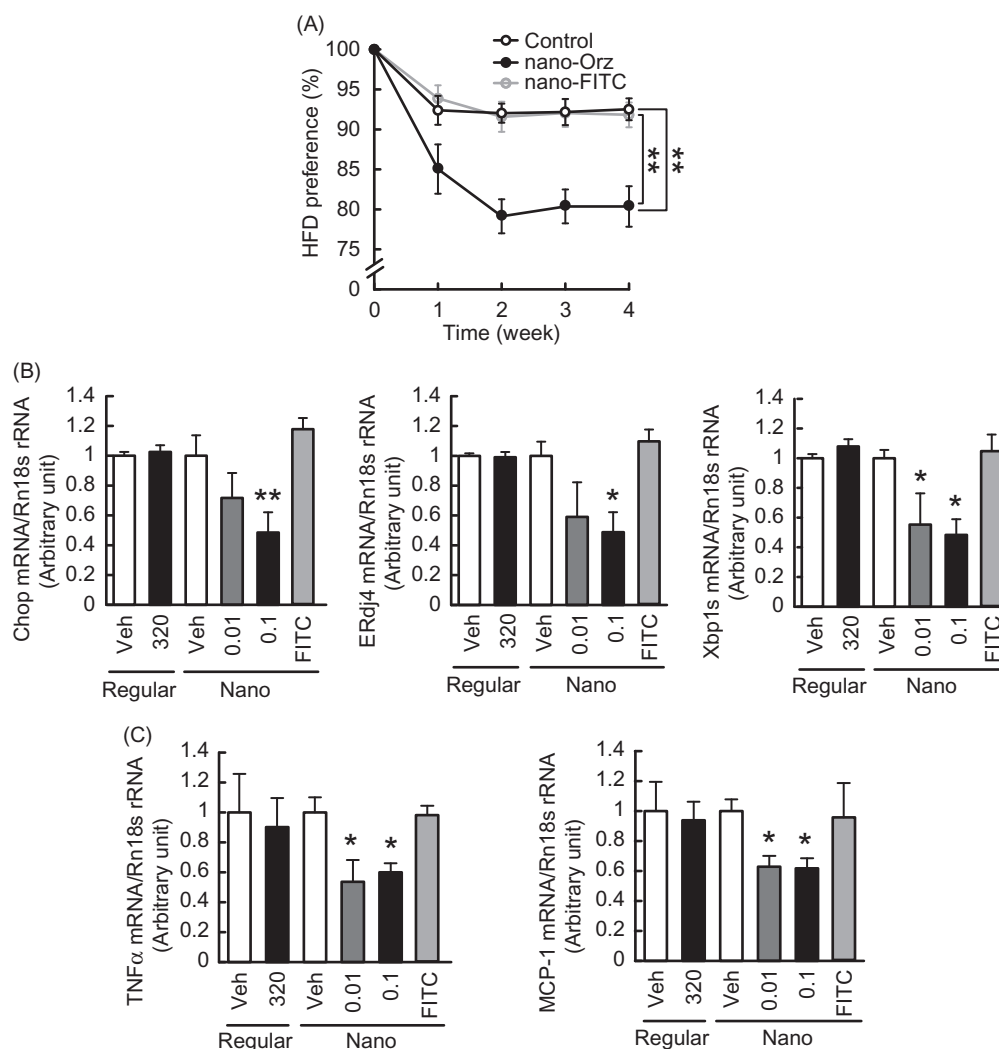 (A)
Control
nano-Orz
nano-FITC
HFD preference (%)
100
95
90
85
80
75
0
**
**
0 1 2 3 4
Time (week)
(B)
Chop mRNA/Rn18s rRNA
(Arbitrary unit)
1.4
1.2
1
0.8
0.6
0.4
0.2
0
**
Veh 320 Veh 0.01 0.1 FITC
Regular Nano
ERdj4 mRNA/Rn18s rRNA
(Arbitrary unit)
1.4
1.2
1
0.8
0.6
0.4
0.2
0
*
Veh 320 Veh 0.01 0.1 FITC
Regular Nano
Xbp1s mRNA/Rn18s rRNA
(Arbitrary unit)
1.4
1.2
1
0.8
0.6
0.4
0.2
0
* *
Veh 320 Veh 0.01 0.1 FITC
Regular Nano
(C)
TNFα mRNA/Rn18s rRNA
(Arbitrary unit)
1.4
1.2
1
0.8
0.6
0.4
0.2
0
* *
Veh 320 Veh 0.01 0.1 FITC
Regular Nano
MCP-1 mRNA/Rn18s rRNA
(Arbitrary unit)
1.4
1.2
1
0.8
0.6
0.4
0.2
0
* *
Veh 320 Veh 0.01 0.1 FITC
Regular Nano